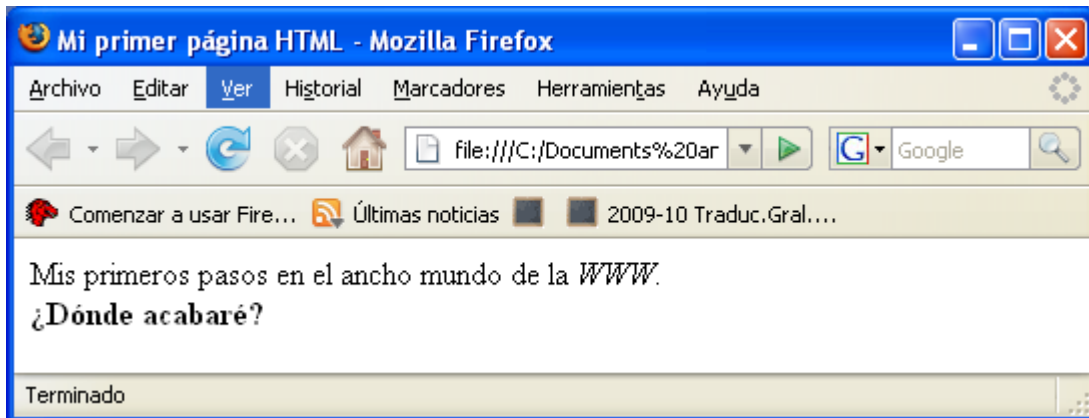 Mi primer página HTML - Mozilla Firefox
Archivo Editar Ver Historial Marcadores Herramientas Ayuda
file:///C:/Documents%20ar G Google
Comenzar a usar Fire... Últimas noticias 2009-10 Traduc.Gral....
Mis primeros pasos en el ancho mundo de la WWW.
¿Dónde acabaré?
Terminado